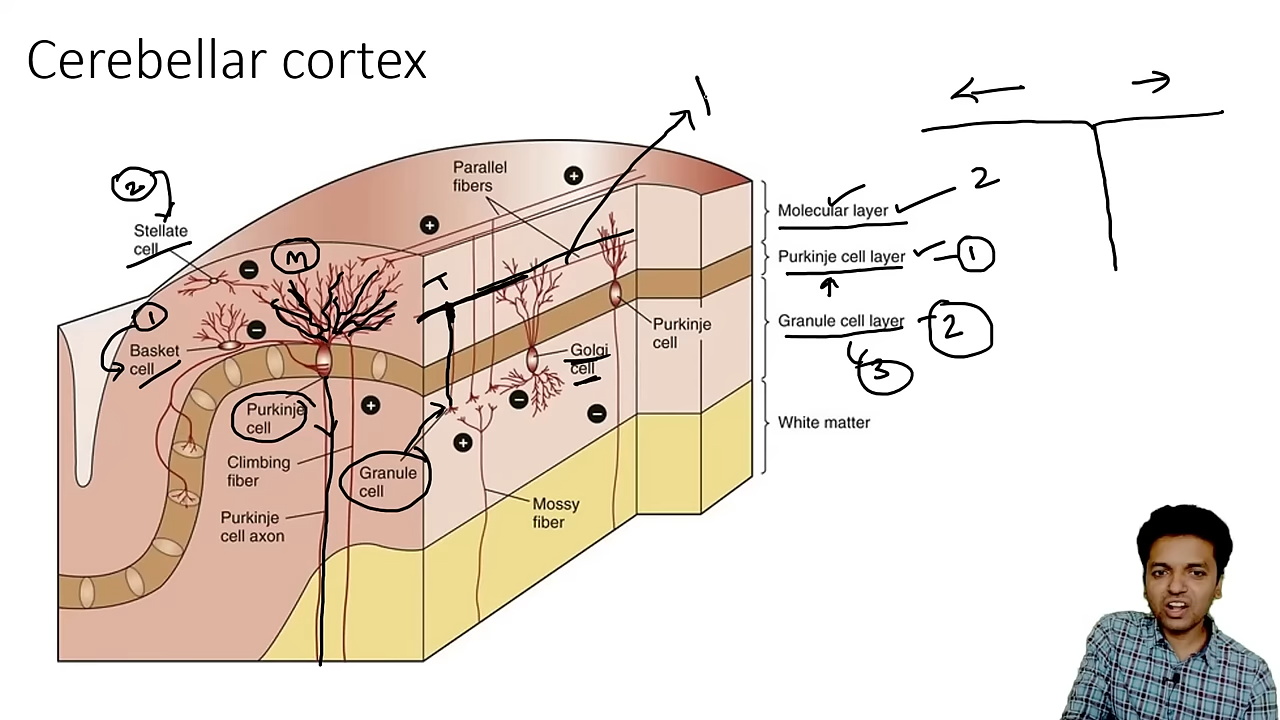 Cerebellar cortex
Parallel
fibers
2
Stellate
cell
m
1
Basket
cell
T
Purkinje
cell
Golgi
cell
Purkinje
cell
Climbing
fiber
Granule
cell
Purkinje
cell axon
Mossy
fiber
Molecular layer
2
Purkinje cell layer
1
Granule cell layer
2
3
White matter